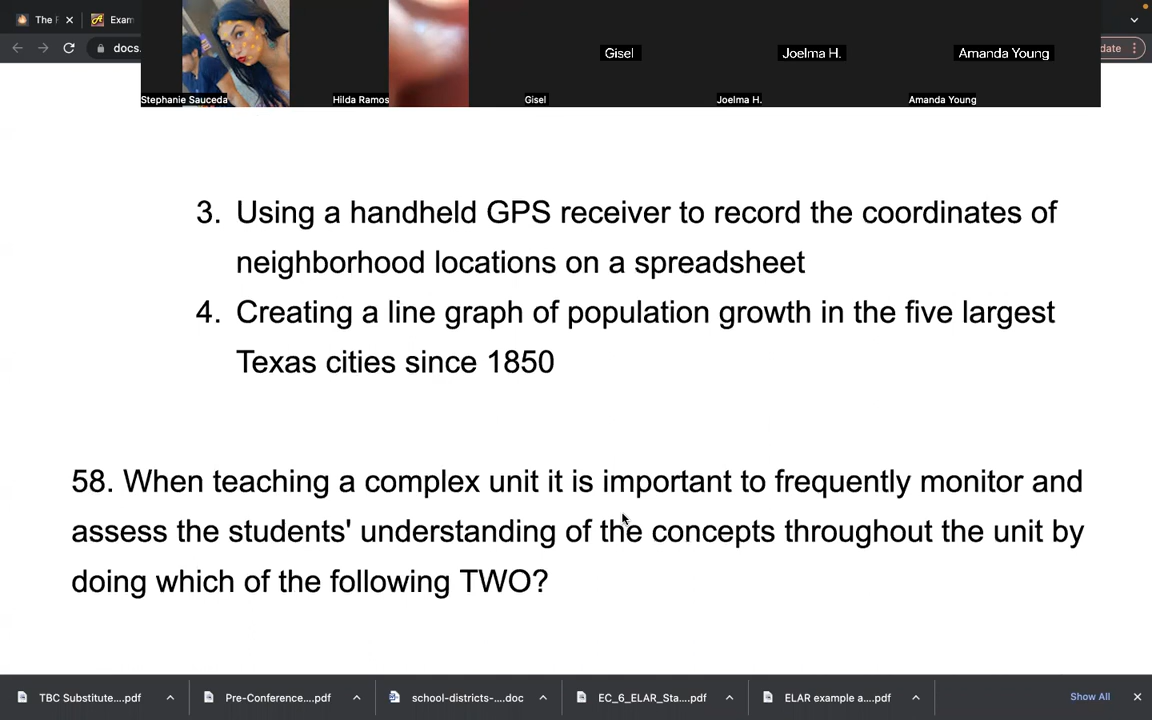 The
Exam
docs.
date
Gisel
Joelma H.
Amanda Young
Stephanie Sauceda
Hilda Ramos
Gisel
Joelma H.
Amanda Young
3. Using a handheld GPS receiver to record the coordinates of
neighborhood locations on a spreadsheet
4. Creating a line graph of population growth in the five largest
Texas cities since 1850
58. When teaching a complex unit it is important to frequently monitor and
assess the students' understanding of the concepts throughout the unit by
doing which of the following TWO?
TBC Substitute....pdf
Pre-Conference....pdf
school-districts-....doc
EC_6_ELAR_Sta....pdf
ELAR example a....pdf
Show All